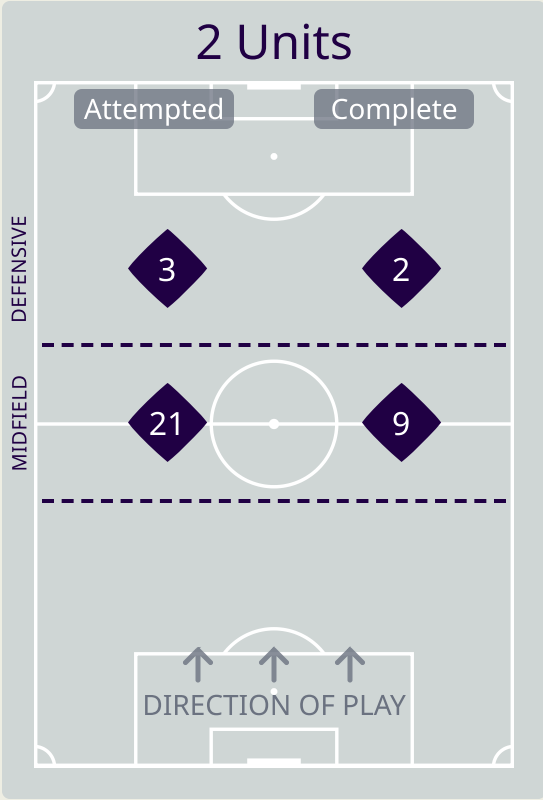 2 Units
Attempted
Complete
DEFENSIVE
3
2
MIDFIELD
21
9
DIRECTION OF PLAY